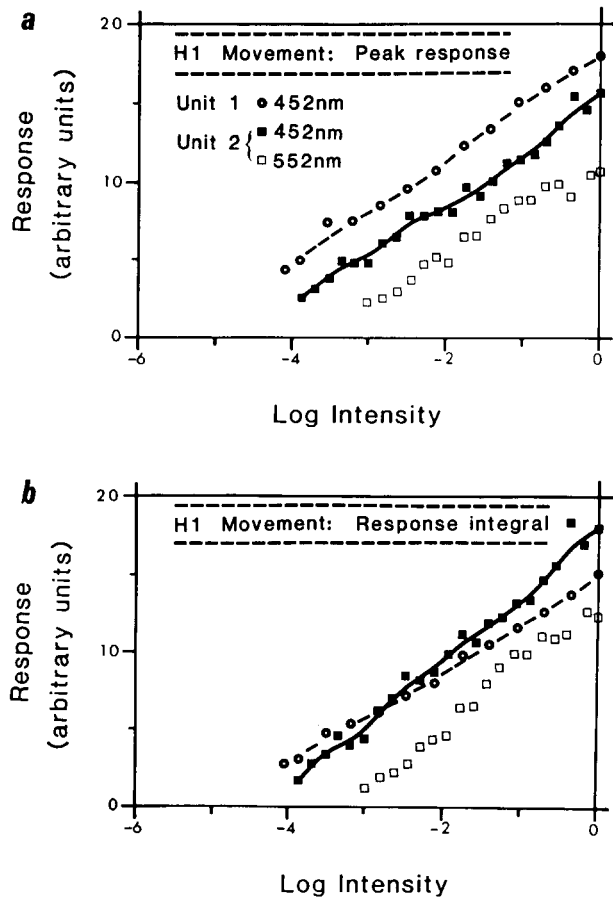 a
20
H1 Movement: Peak response
Unit 1 452nm
452nm
Unit 2
552nm
10
0
Response
(arbitrary units)
-6
-4
-2
0
Log Intensity
b
20
H1 Movement: Response integral
10
0
Response
(arbitrary units)
-6
-4
-2
0
Log Intensity